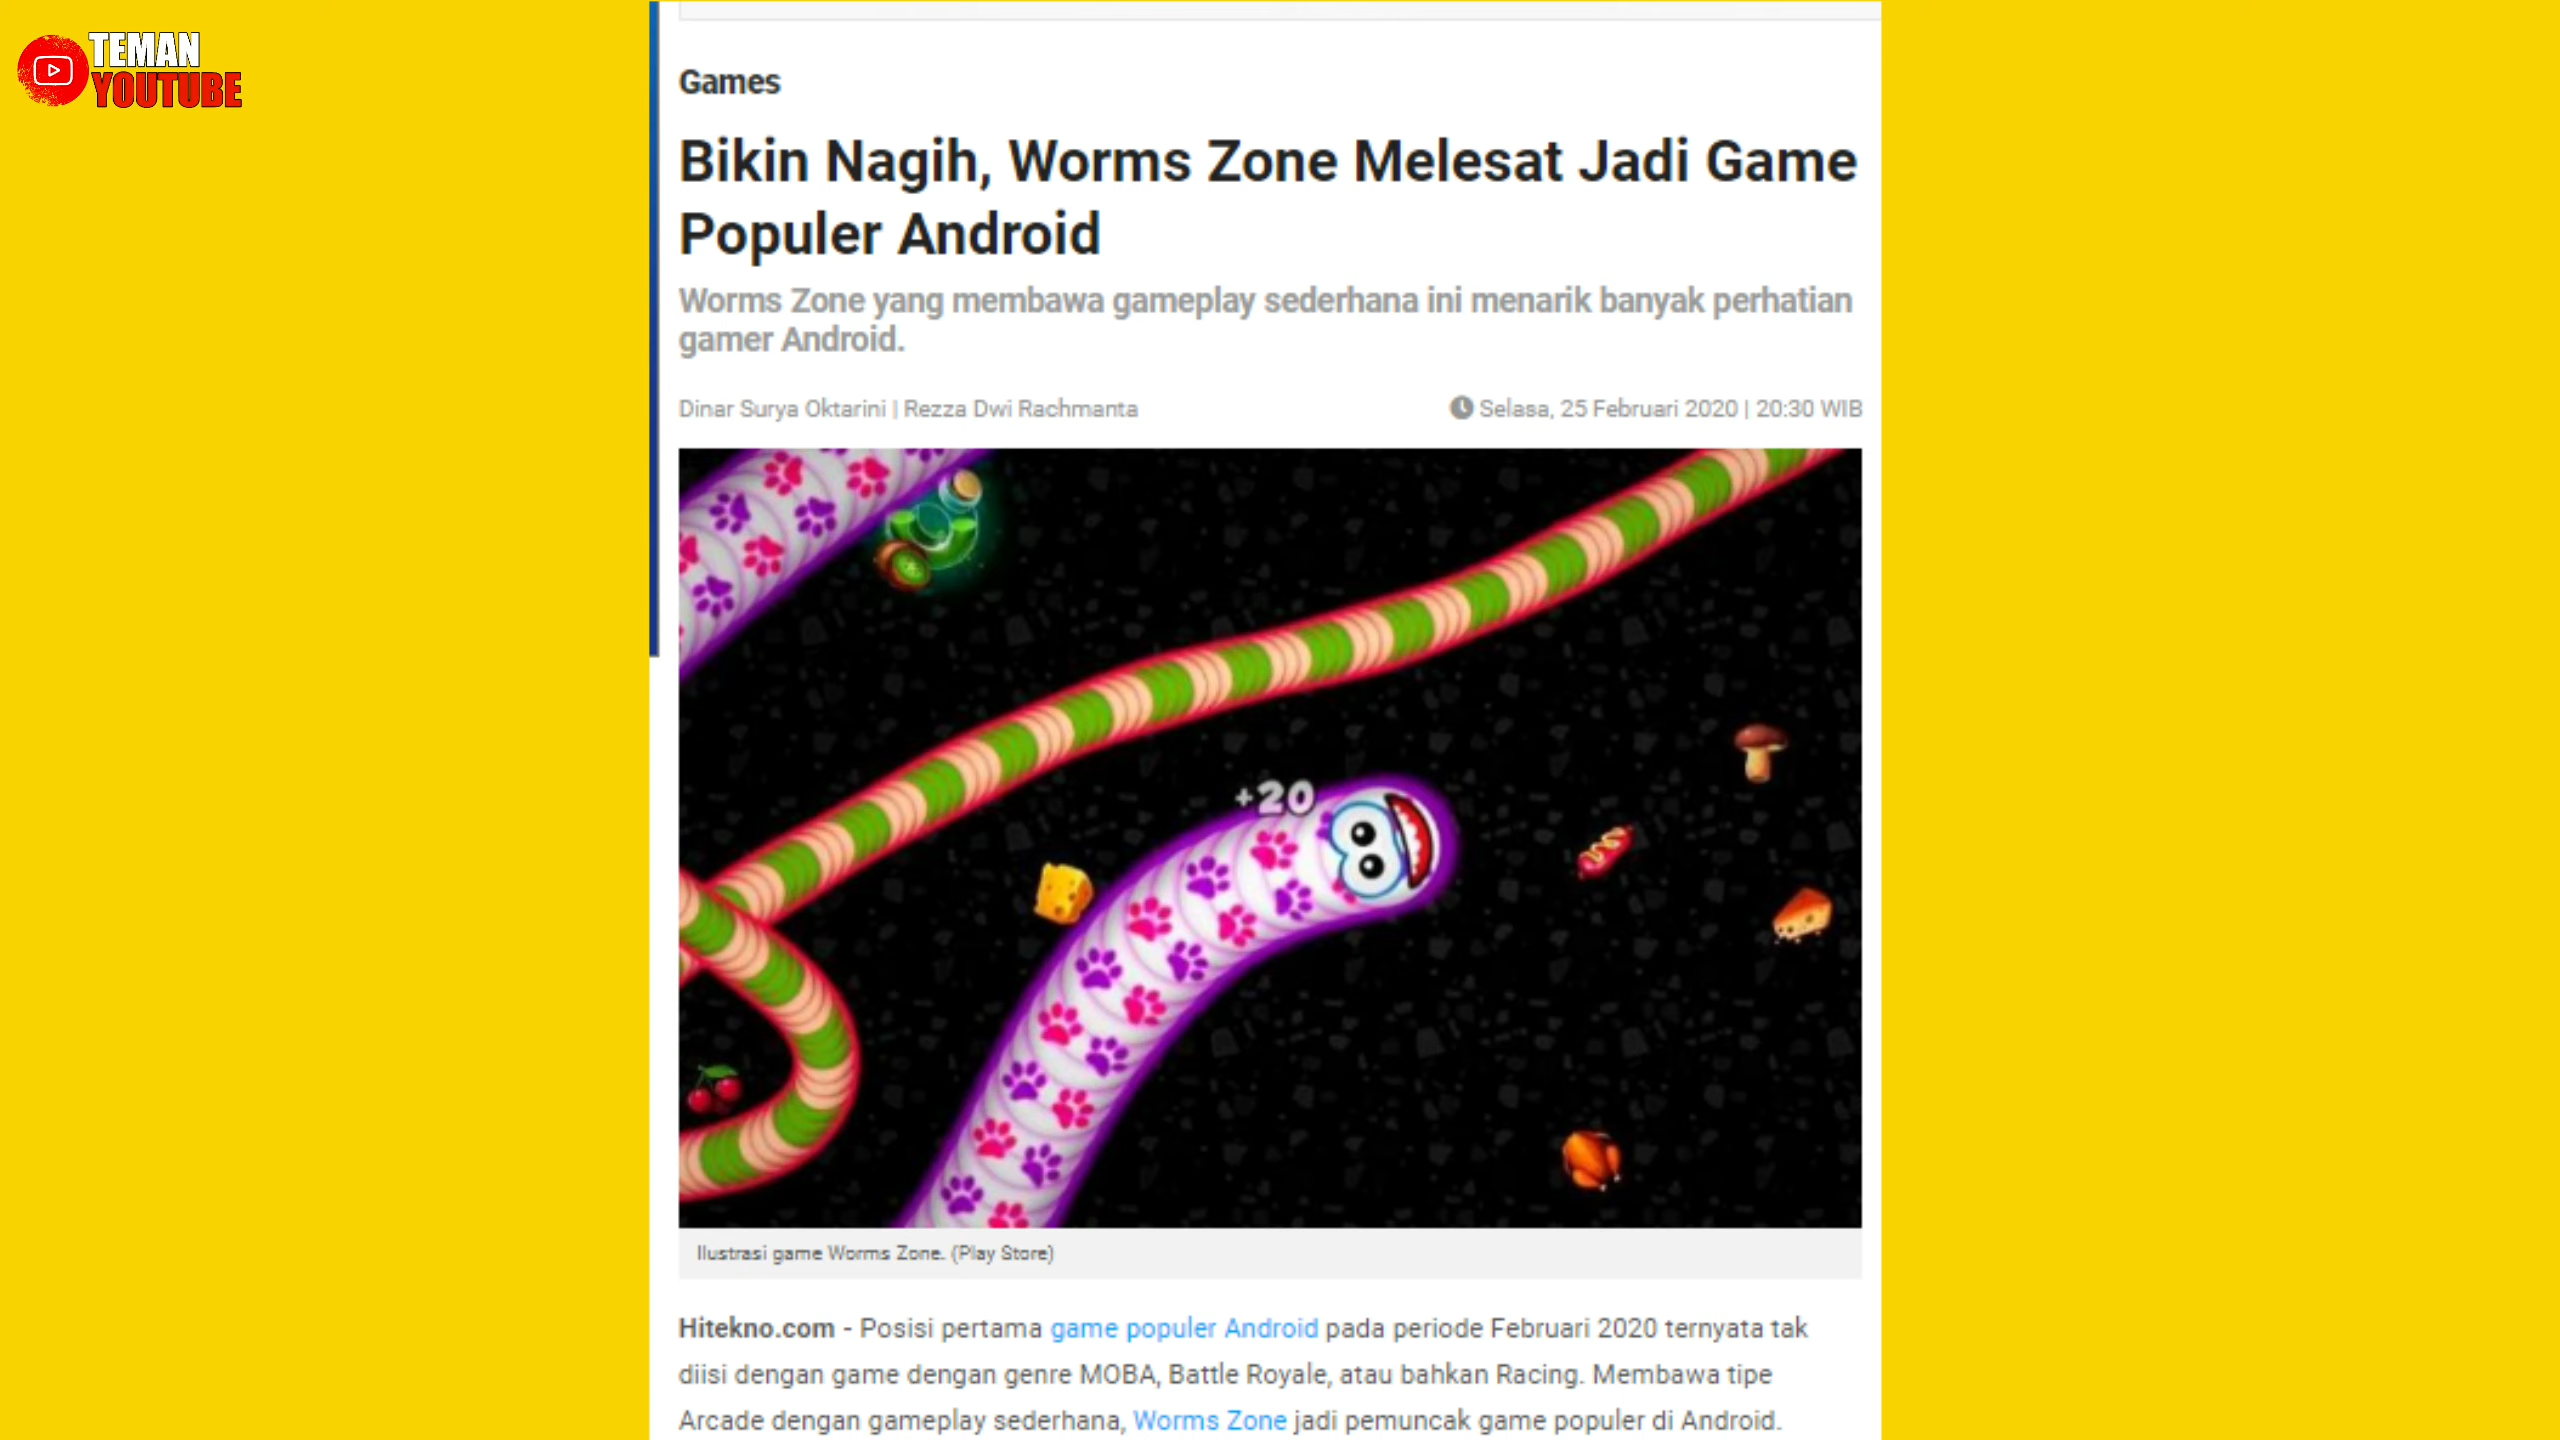 TEMAN
YOUTUBE
Games
Bikin Nagih, Worms Zone Melesat Jadi Game
Populer Android
Worms Zone yang membawa gameplay sederhana ini menarik banyak perhatian
gamer Android.
Dinar Surya Oktarini | Rezza Dwi Rachmanta
Selasa, 25 Februari 2020 | 20:30 WIB
+20
Ilustrasi game Worms Zone. (Play Store)
Hitekno.com - Posisi pertama game populer Android pada periode Februari 2020 ternyata tak
diisi dengan game dengan genre MOBA, Battle Royale, atau bahkan Racing. Membawa tipe
Arcade dengan gameplay sederhana, Worms Zone jadi pemuncak game populer di Android.